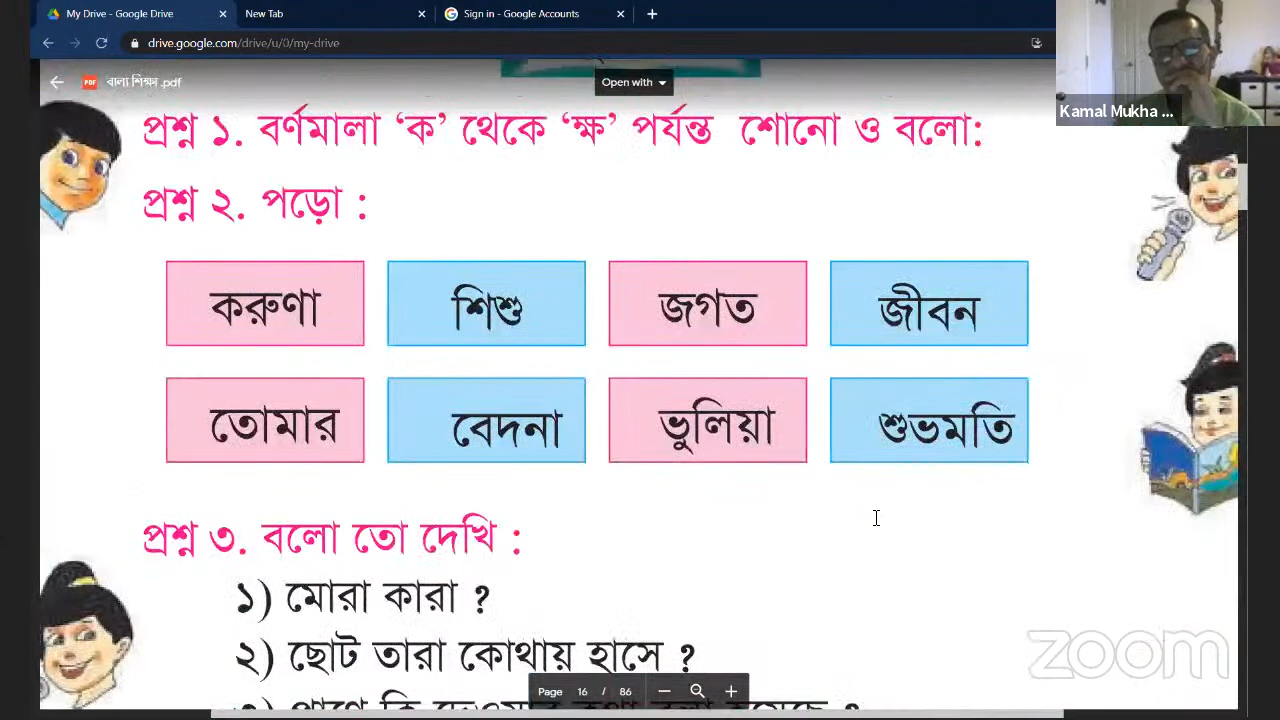 My Drive - Google Drive New Tab Sign in - Google Accounts
drive.google.com/drive/u/0/my-drive
বাল্য শিক্ষা .pdf Open with
Kamal Mukha ...
প্রশ্ন ১. বর্ণমালা ‘ক’ থেকে ‘ক্ষ’ পর্যন্ত শোনো ও বলো:
প্রশ্ন ২. পড়ো :
করুণা শিশু জগত জীবন
তোমার বেদনা ভুলিয়া শুভমতি
প্রশ্ন ৩. বলো তো দেখি :
১) মোরা কারা ?
২) ছোট তারা কোথায় হাসে ?
Page 16 / 86
zoom